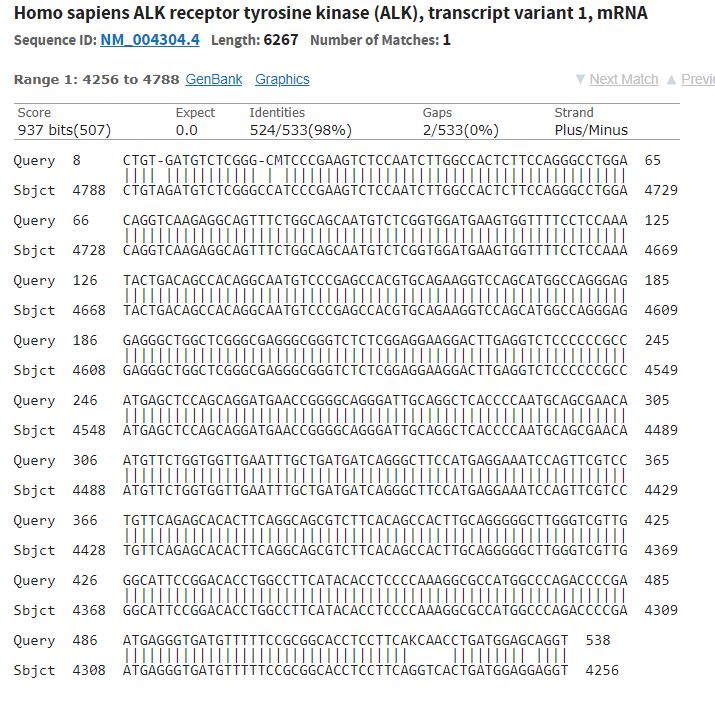 Homo sapiens ALK receptor tyrosine kinase (ALK), transcript variant 1, mRNA
Sequence ID: NM_004304.4 Length: 6267 Number of Matches: 1
Range 1: 4256 to 4788 GenBank Graphics ▼ Next Match ▲ Previ
Score Expect Identities Gaps Strand
937 bits(507) 0.0 524/533(98%) 2/533(0%) Plus/Minus
Query 8 CTGT-GATGTCTCGGG-CMTCCCGAAGTCTCCAATCTTGGCCACTCTTCCAGGGCCTGGA 65
Sbjct 4788 CTGTAGATGTCTCGGGCCATCCCGAAGTCTCCAATCTTGGCCACTCTTCCAGGGCCTGGA 4729
Query 66 CAGGTCAAGAGGCAGTTTCTGGCAGCAATGTCTCGGTGGATGAAGTGGTTTTCCTCCAAA 125
Sbjct 4728 CAGGTCAAGAGGCAGTTTCTGGCAGCAATGTCTCGGTGGATGAAGTGGTTTTCCTCCAAA 4669
Query 126 TACTGACAGCCACAGGCAATGTCCCGAGCCACGTGCAGAAGGTCCAGCATGGCCAGGGAG 185
Sbjct 4668 TACTGACAGCCACAGGCAATGTCCCGAGCCACGTGCAGAAGGTCCAGCATGGCCAGGGAG 4609
Query 186 GAGGGCTGGCTCGGGCGAGGGCGGGTCTCTCGGAGGAAGGACTTGAGGTCTCCCCCCGCC 245
Sbjct 4608 GAGGGCTGGCTCGGGCGAGGGCGGGTCTCTCGGAGGAAGGACTTGAGGTCTCCCCCCGCC 4549
Query 246 ATGAGCTCCAGCAGGATGAACCGGGGCAGGGATTGCAGGCTCACCCCAATGCAGCGAACA 305
Sbjct 4548 ATGAGCTCCAGCAGGATGAACCGGGGCAGGGATTGCAGGCTCACCCCAATGCAGCGAACA 4489
Query 306 ATGTTCTGGTGGTTGAATTTGCTGATGATCAGGGCTTCCATGAGGAAATCCAGTTCGTCC 365
Sbjct 4488 ATGTTCTGGTGGTTGAATTTGCTGATGATCAGGGCTTCCATGAGGAAATCCAGTTCGTCC 4429
Query 366 TGTTCAGAGCACACTTCAGGCAGCGTCTTCACAGCCACTTGCAGGGGGCTTGGGTCGTTG 425
Sbjct 4428 TGTTCAGAGCACACTTCAGGCAGCGTCTTCACAGCCACTTGCAGGGGGCTTGGGTCGTTG 4369
Query 426 GGCATTCCGGACACCTGGCCTTCATACACCTCCCCAAAGGCGCCATGGCCCAGACCCCGA 485
Sbjct 4368 GGCATTCCGGACACCTGGCCTTCATACACCTCCCCAAAGGCGCCATGGCCCAGACCCCGA 4309
Query 486 ATGAGGGTGATGTTTTTCCGCGGCACCTCCTTCAKCAACCTGATGGAGCAGGT 538
Sbjct 4308 ATGAGGGTGATGTTTTTCCGCGGCACCTCCTTCAGGTCACTGATGGAGGAGGT 4256